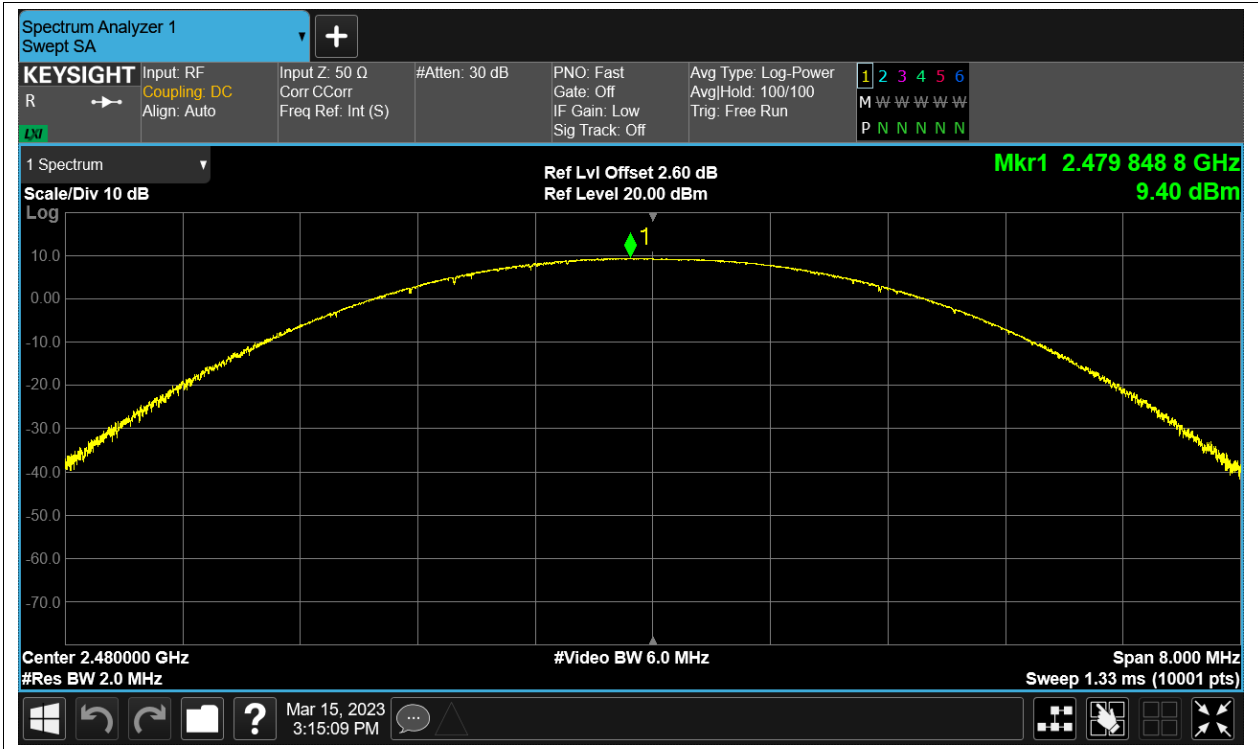 Spectrum Analyzer 1
Swept SA
KEYSIGHT
R
LXI
Input: RF
Coupling: DC
Align: Auto
Input Z: 50 Ω
Corr CCorr
Freq Ref: Int (S)
#Atten: 30 dB
PNO: Fast
Gate: Off
IF Gain: Low
Sig Track: Off
Avg Type: Log-Power
Avg|Hold: 100/100
Trig: Free Run
1 2 3 4 5 6
M W W W W W W
P N N N N N N
1 Spectrum
Scale/Div 10 dB
Log
Ref Lvl Offset 2.60 dB
Ref Level 20.00 dBm
Mkr1 2.479 848 8 GHz
9.40 dBm
1
10.0
0.00
-10.0
-20.0
-30.0
-40.0
-50.0
-60.0
-70.0
Center 2.480000 GHz
#Video BW 6.0 MHz
Span 8.000 MHz
#Res BW 2.0 MHz
Sweep 1.33 ms (10001 pts)
?
Mar 15, 2023
3:15:09 PM